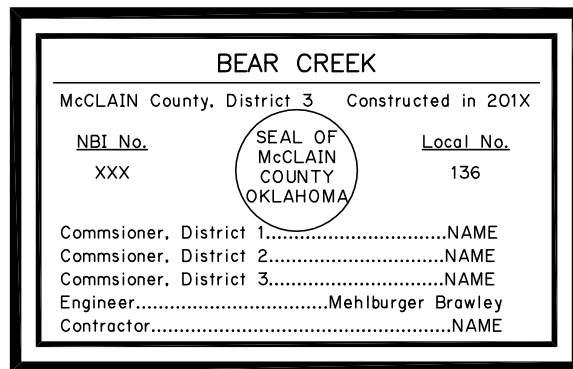 BEAR CREEK
McCLAIN County, District 3 Constructed in 201X
NBI No.
XXX
SEAL OF
McCLAIN
COUNTY
OKLAHOMA
Local No.
136
Commsioner, District 1..............................NAME
Commsioner, District 2.............................NAME
Commsioner, District 3.............................NAME
Engineer................................Mehlburger Brawley
Contractor..................................................NAME